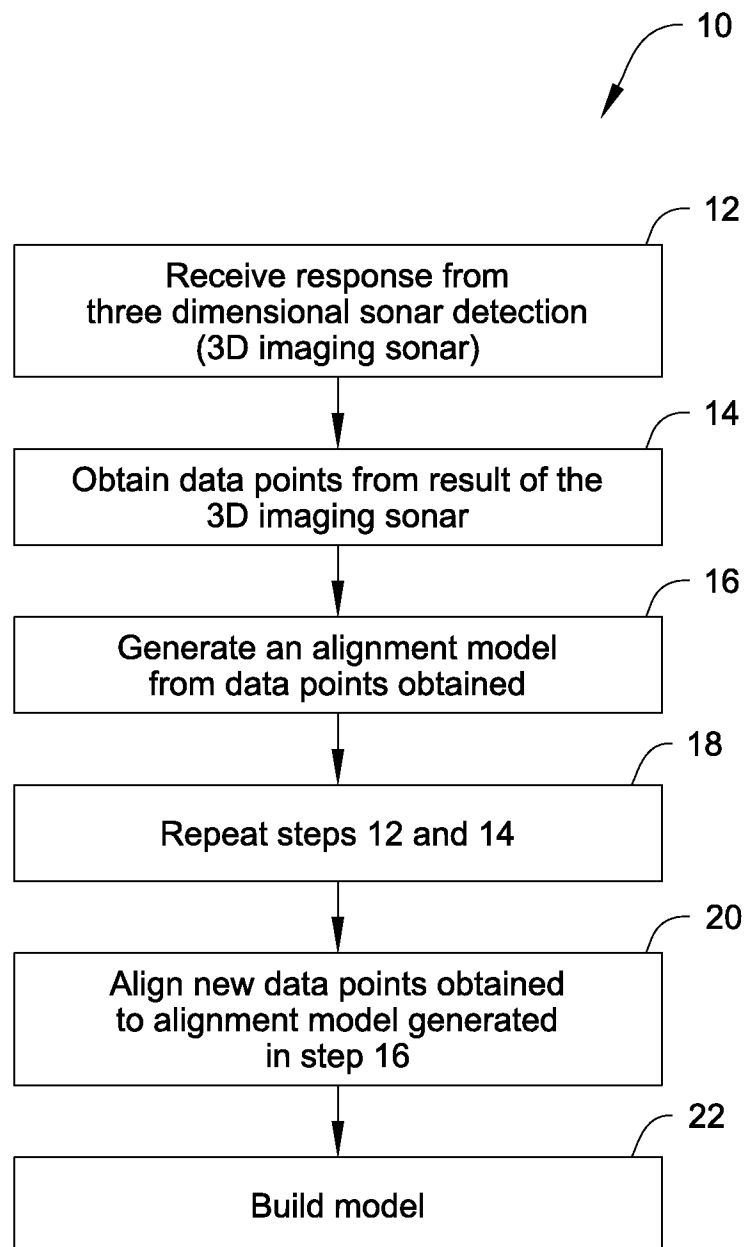 10
12
Receive response from
three dimensional sonar detection
(3D imaging sonar)
14
Obtain data points from result of the
3D imaging sonar
16
Generate an alignment model
from data points obtained
18
Repeat steps 12 and 14
20
Align new data points obtained
to alignment model generated
in step 16
22
Build model